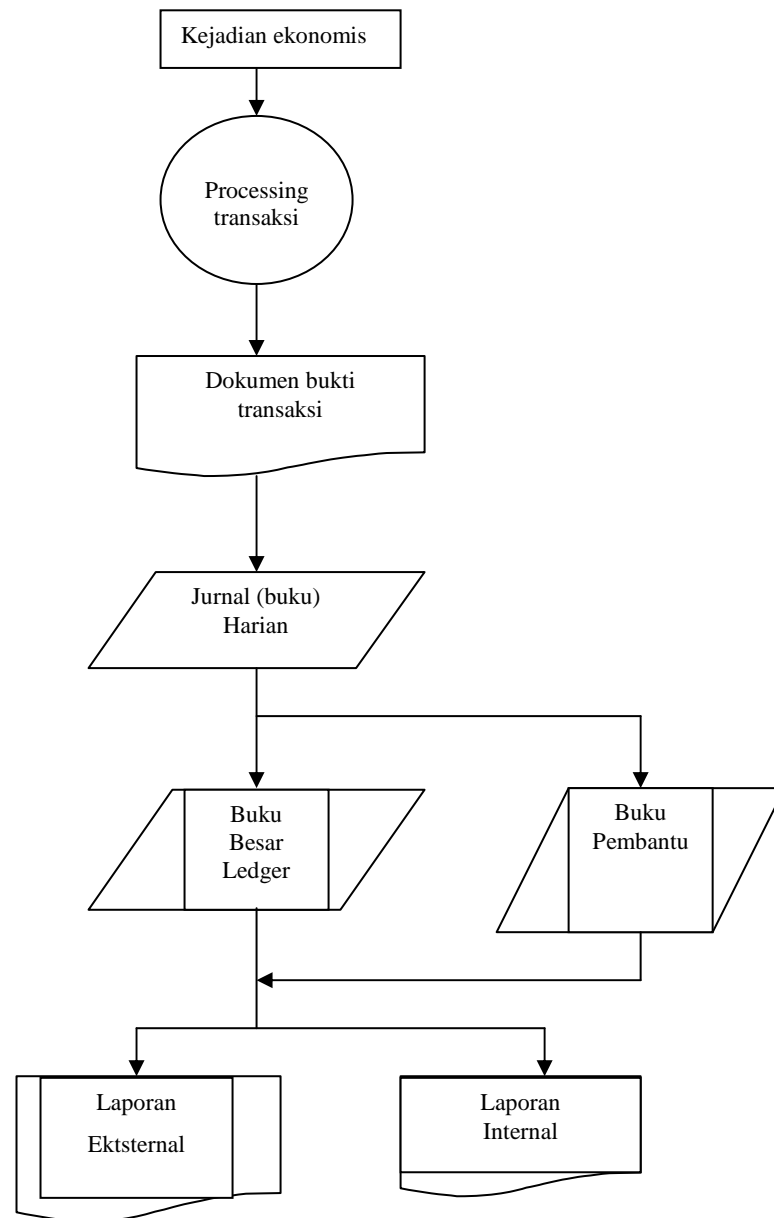 Kejadian ekonomis
Processing
transaksi
Dokumen bukti
transaksi
Jurnal (buku)
Harian
Buku
Besar
Ledger
Buku
Pembantu
Laporan
Ektsternal
Laporan
Internal